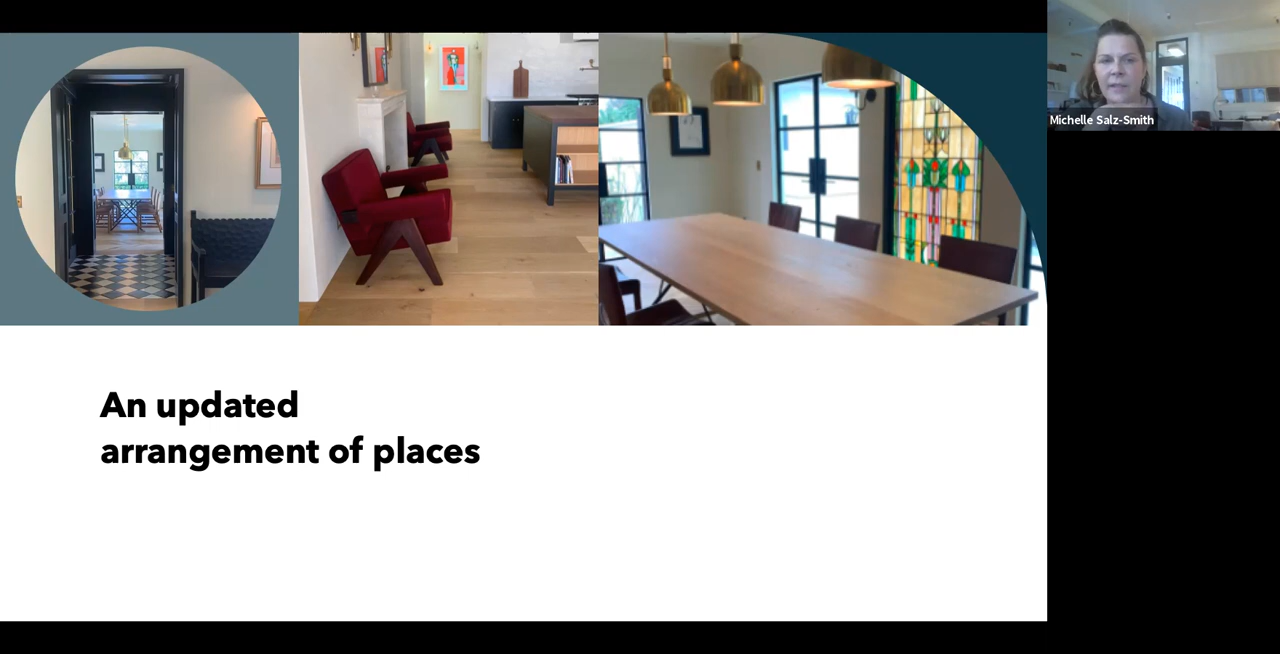 Michelle Salz-Smith
An updated
arrangement of places